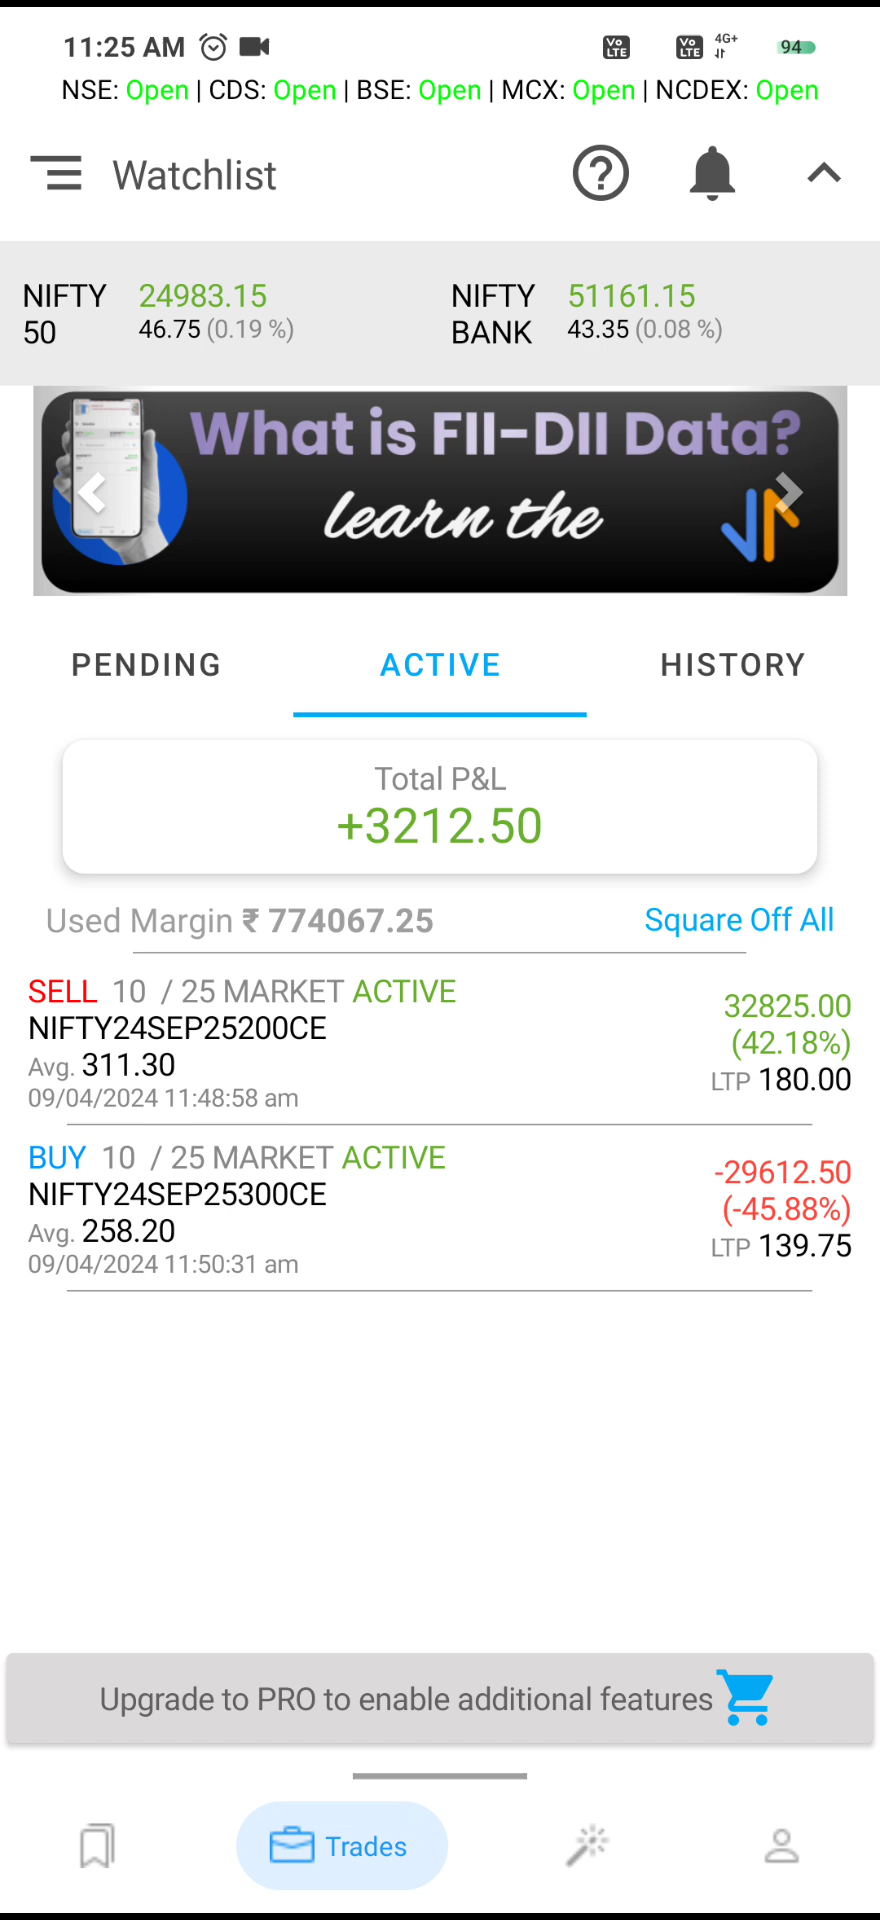 11:25 AM Vo LTE Vo LTE 4G+ 94
NSE: Open | CDS: Open | BSE: Open | MCX: Open | NCDEX: Open
Watchlist
NIFTY 50 24983.15
46.75 (0.19 %)
NIFTY BANK 51161.15
43.35 (0.08 %)
What is FII-DII Data?
learn the
PENDING ACTIVE HISTORY
Total P&L
+3212.50
Used Margin ₹ 774067.25 Square Off All
SELL 10 / 25 MARKET ACTIVE
NIFTY24SEP25200CE
Avg. 311.30
09/04/2024 11:48:58 am
32825.00
(42.18%)
LTP 180.00
BUY 10 / 25 MARKET ACTIVE
NIFTY24SEP25300CE
Avg. 258.20
09/04/2024 11:50:31 am
-29612.50
(-45.88%)
LTP 139.75
Upgrade to PRO to enable additional features
Trades